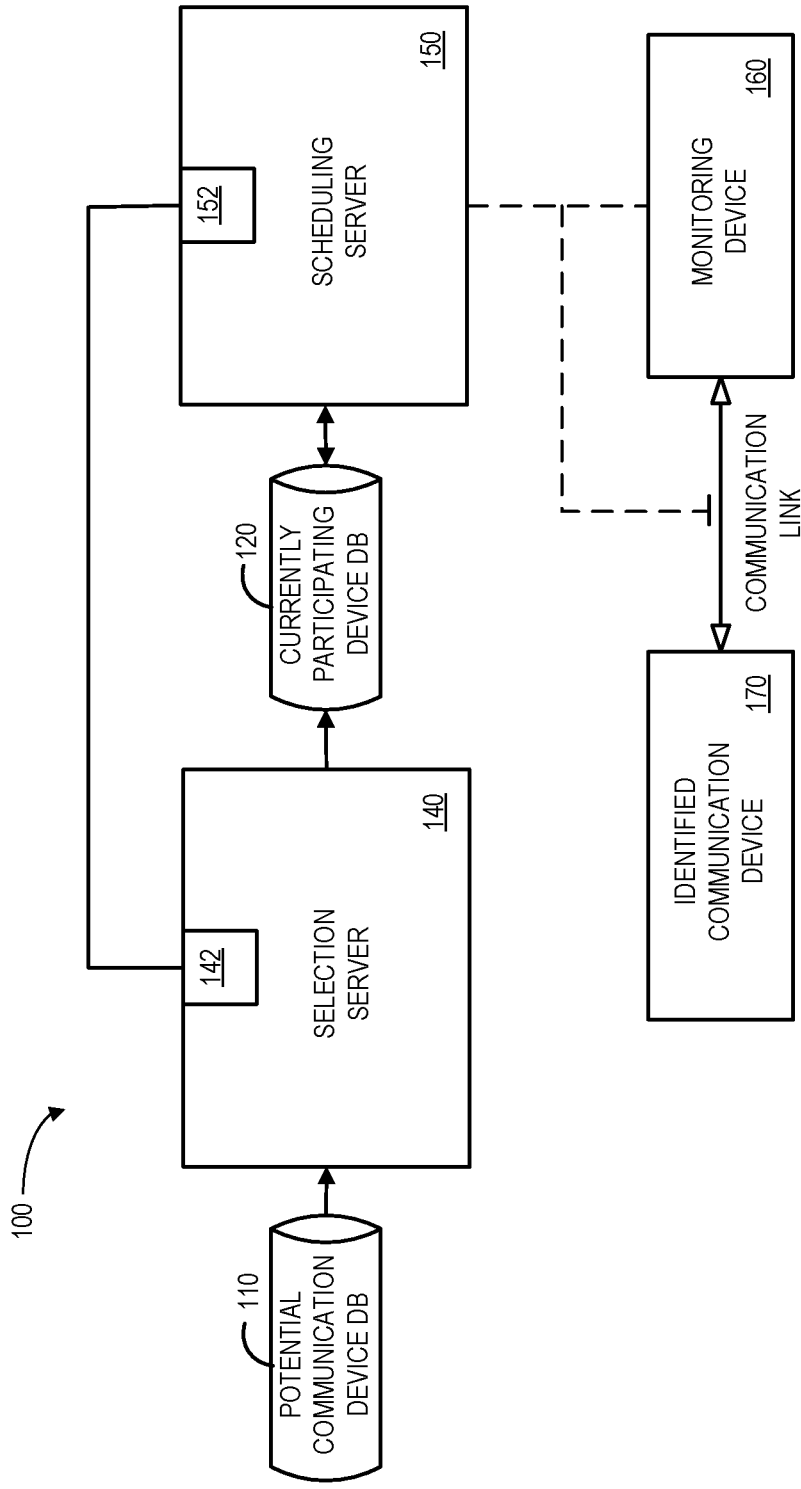 100
110
POTENTIAL
COMMUNICATION
DEVICE DB
142
SELECTION
SERVER
140
120
CURRENTLY
PARTICIPATING
DEVICE DB
152
SCHEDULING
SERVER
150
IDENTIFIED
COMMUNICATION
DEVICE
170
COMMUNICATION
LINK
MONITORING
DEVICE
160